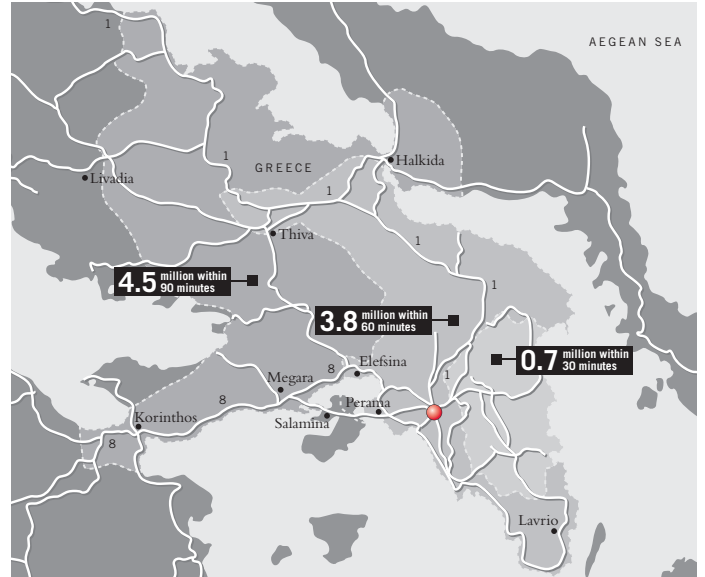 1
AEGEAN SEA
1
GREECE
Halkida
Livadia
1
Thiva
1
4.5 million within
90 minutes
1
3.8 million within
60 minutes
0.7 million within
30 minutes
Elefsina
8
1
Megara
8
Perama
Korinthos
Salamina
8
Lavrio